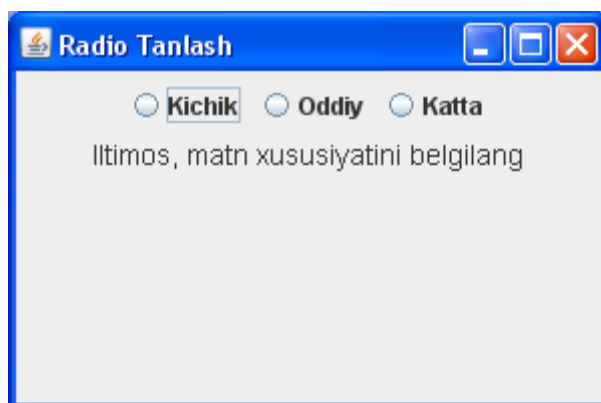 Radio Tanlash
Kichik Oddiy Katta
Iltimos, matn xususiyatini belgilang